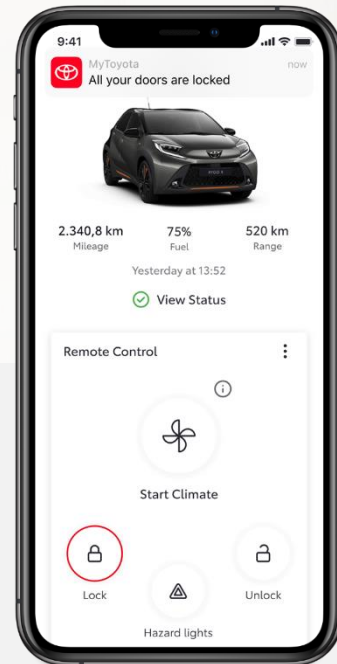 9:41
MyToyota
now
All your doors are locked
2.340,8 km
75%
520 km
Mileage
Fuel
Range
Yesterday at 13:52
View Status
Remote Control
Start Climate
Lock
Unlock
Hazard lights